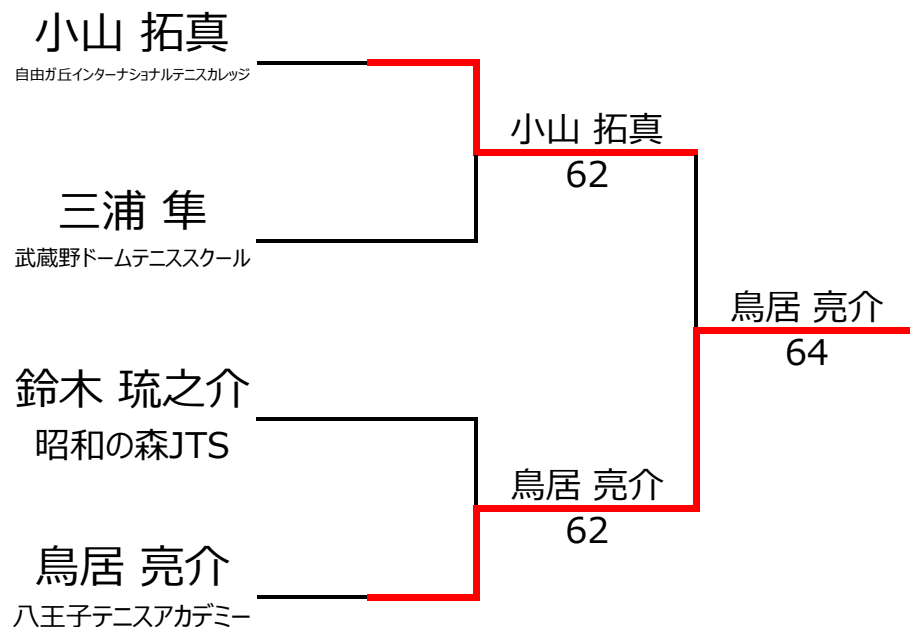 小山 拓真
自由ガ丘インターナショナルテニスカレッジ
小山 拓真
62
三浦 隼
武蔵野ドームテニススクール
鳥居 亮介
64
鈴木 琉之介
昭和の森JTS
鳥居 亮介
62
鳥居 亮介
八王子テニスアカデミー